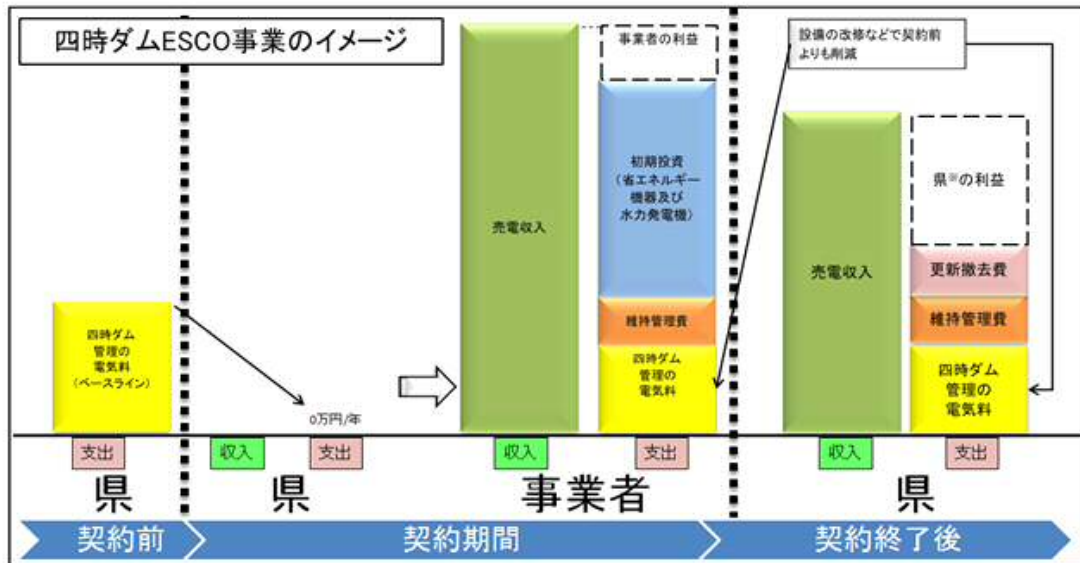 四時ダムESCO事業のイメージ
事業者の利益
設備の改修などで契約前
よりも削減
初期投資
(省エネルギー
機器及び
水力発電機)
県※の利益
売電収入
売電収入
更新撤去費
四時ダム
管理の
電気料
(ベースライン)
維持管理費
維持管理費
四時ダム
管理の
電気料
四時ダム
管理の
電気料
0万円/年
支出
収入
支出
収入
支出
収入
支出
県
県
事業者
県
契約前
契約期間
契約終了後